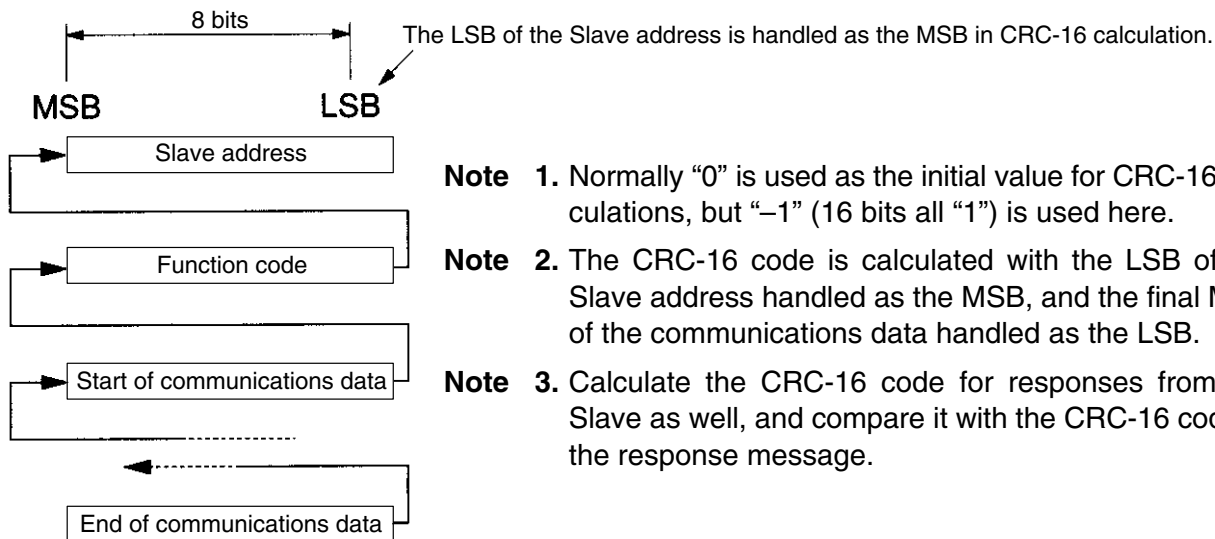 8 bits
The LSB of the Slave address is handled as the MSB in CRC-16 calculation.
MSB
LSB
Slave address
Function code
Start of communications data
End of communications data
Note 1. Normally “0” is used as the initial value for CRC-16
culations, but “–1” (16 bits all “1”) is used here.
Note 2. The CRC-16 code is calculated with the LSB of
Slave address handled as the MSB, and the final
of the communications data handled as the LSB.
Note 3. Calculate the CRC-16 code for responses from
Slave as well, and compare it with the CRC-16
the response message.